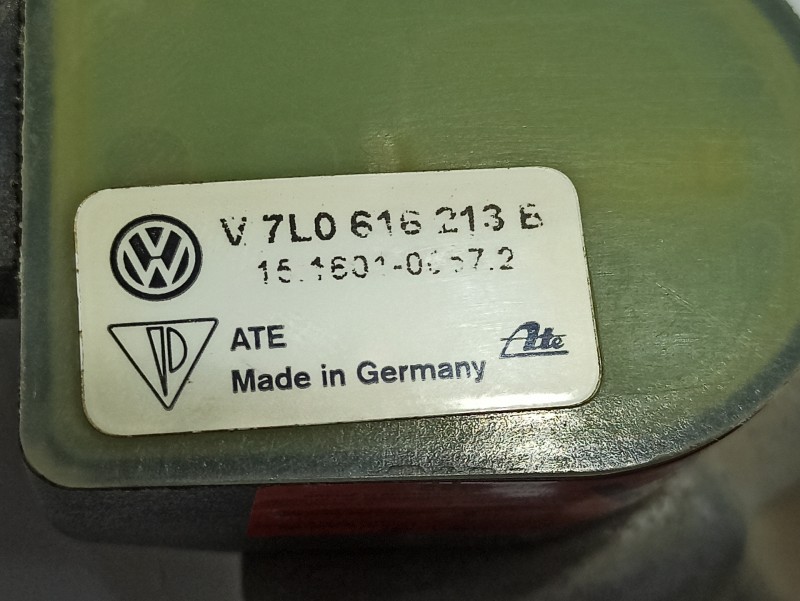 V 7L0 616 213 B
ATE
Ate
Made in Germany